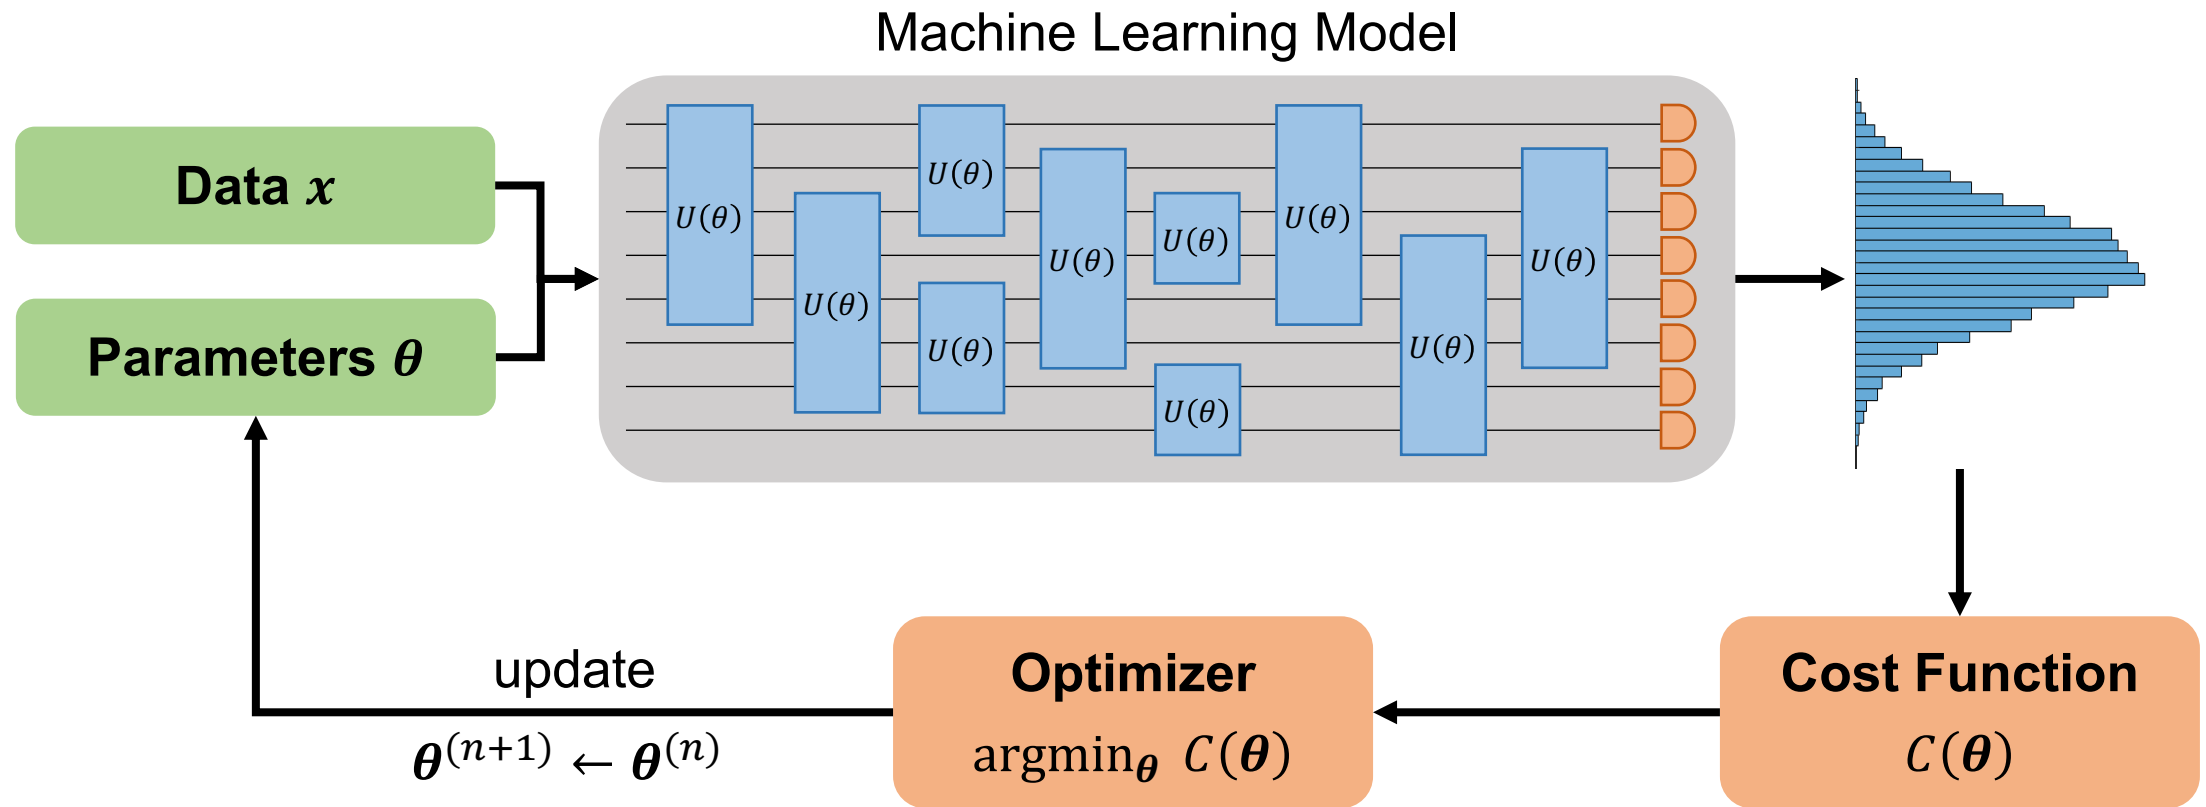 Machine Learning Model
Data x
Parameters θ
U(θ)
U(θ)
U(θ)
U(θ)
U(θ)
U(θ)
U(θ)
U(θ)
U(θ)
U(θ)
update
θ^(n+1) ← θ^(n)
Optimizer
argmin_θ C(θ)
Cost Function
C(θ)